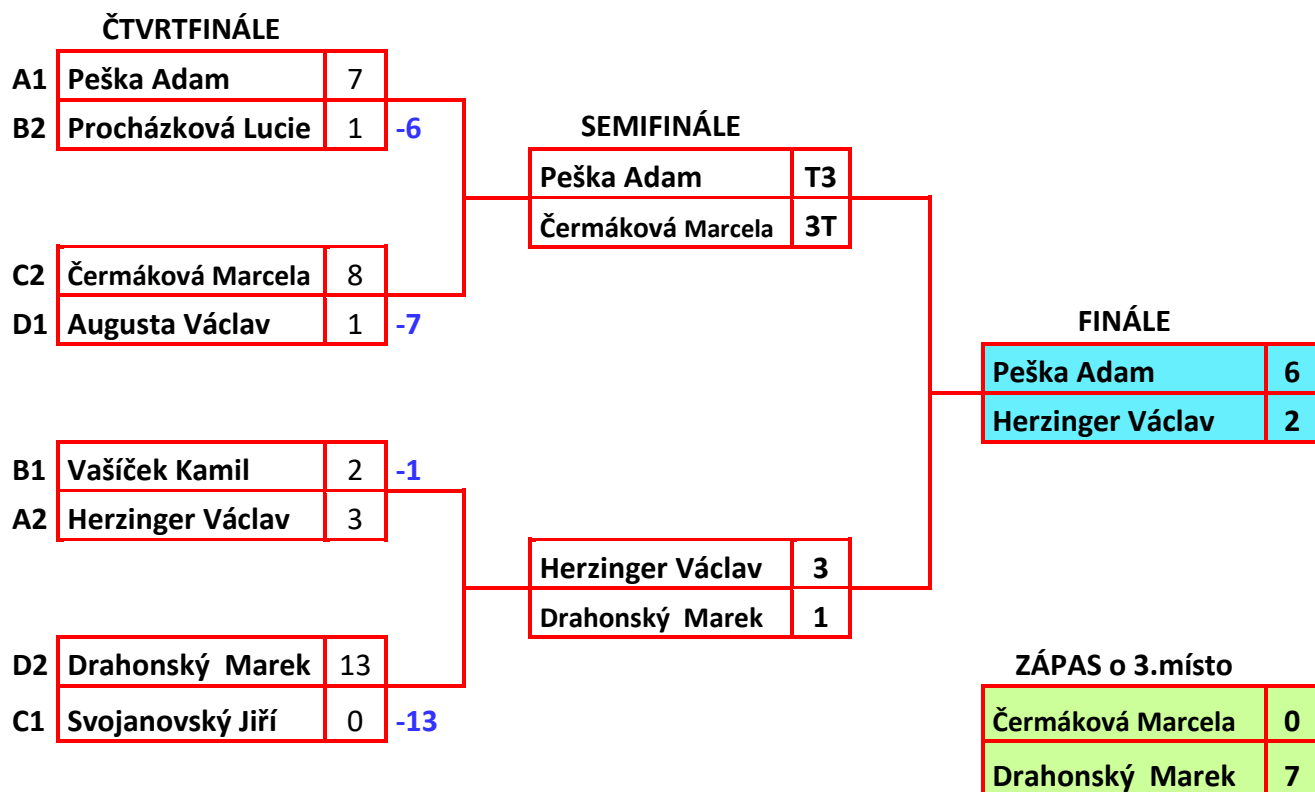 ČTVRTFINÁLE
A1 Peška Adam 7
B2 Procházková Lucie 1 -6
SEMIFINÁLE
Peška Adam T3
Čermáková Marcela 3T
C2 Čermáková Marcela 8
D1 Augusta Václav 1 -7
FINÁLE
Peška Adam 6
Herzinger Václav 2
B1 Vašíček Kamil 2 -1
A2 Herzinger Václav 3
Herzinger Václav 3
Drahonský Marek 1
D2 Drahonský Marek 13
C1 Svojanovský Jiří 0 -13
ZÁPAS o 3.místo
Čermáková Marcela 0
Drahonský Marek 7